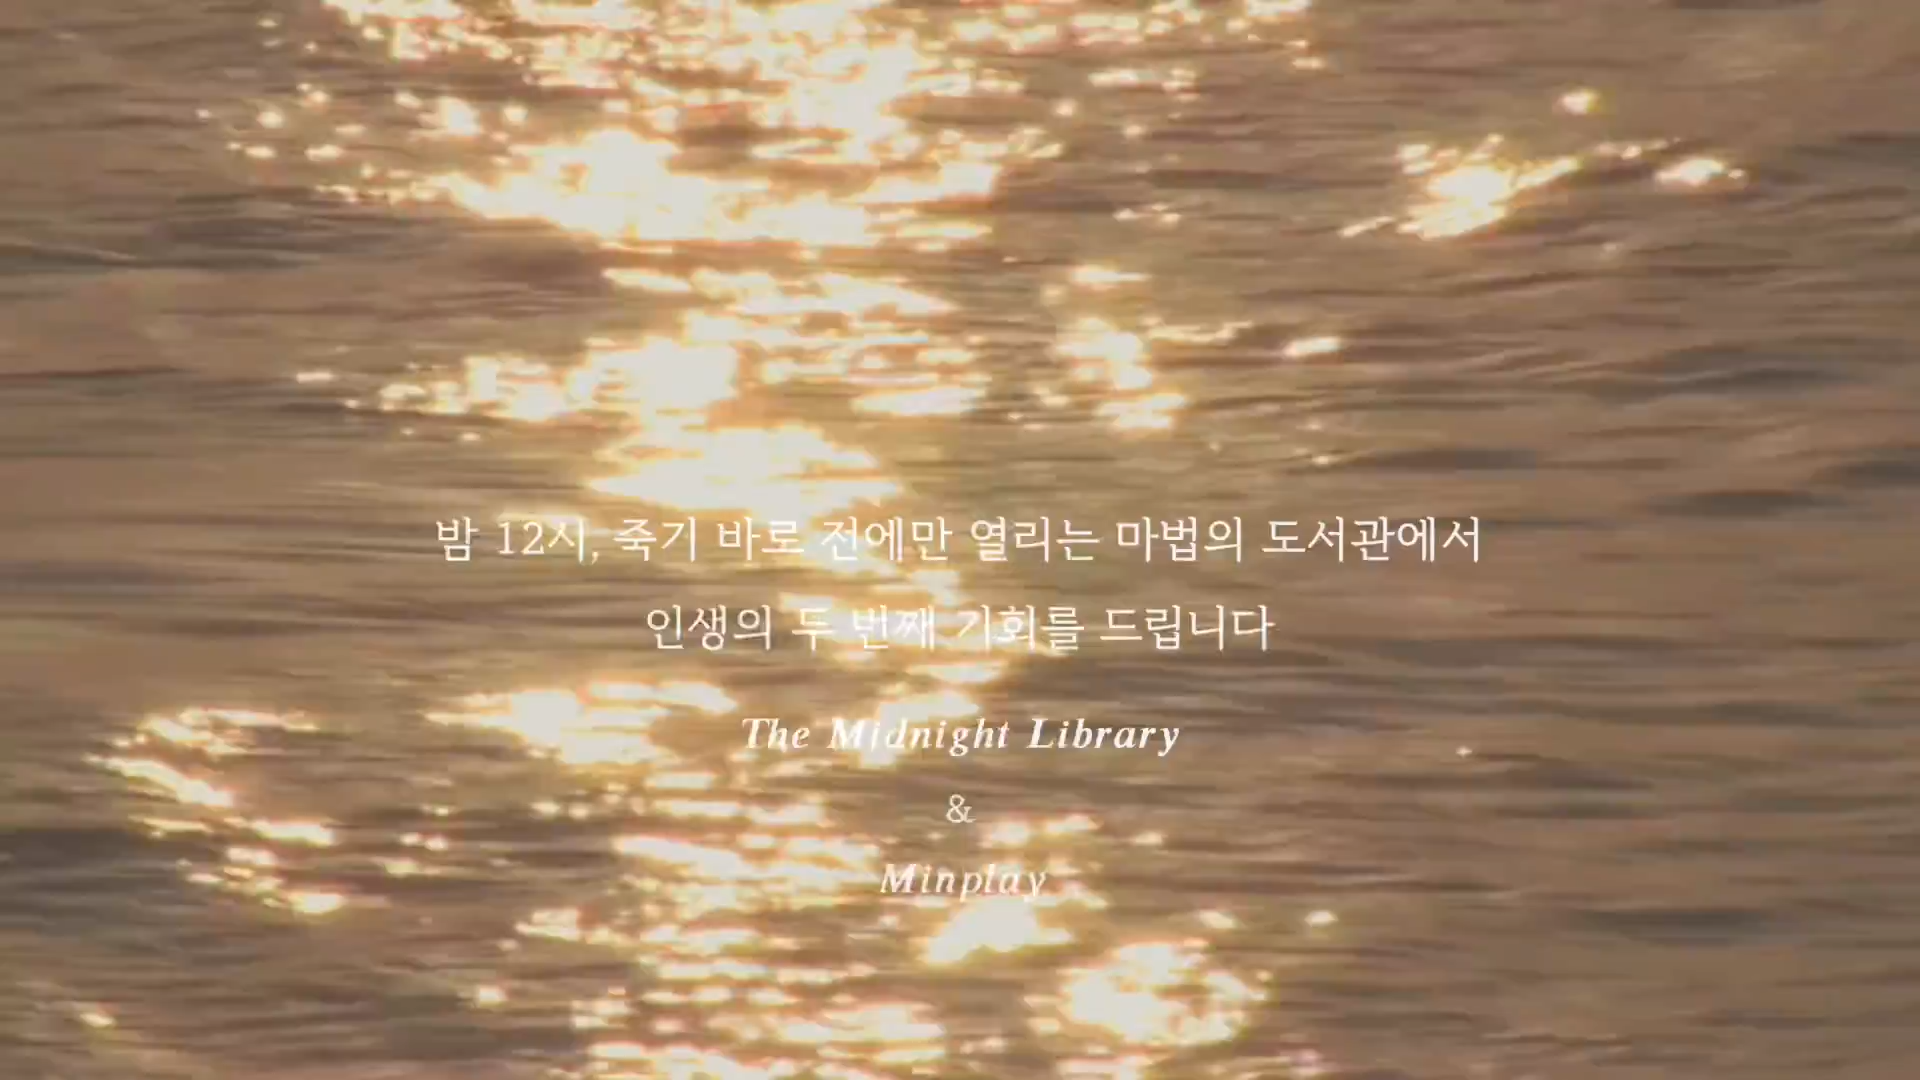 밤 12시, 죽기 바로 전에만 열리는 마법의 도서관에서
인생의 두 번째 기회를 드립니다
The Midnight Library
&
Minplay